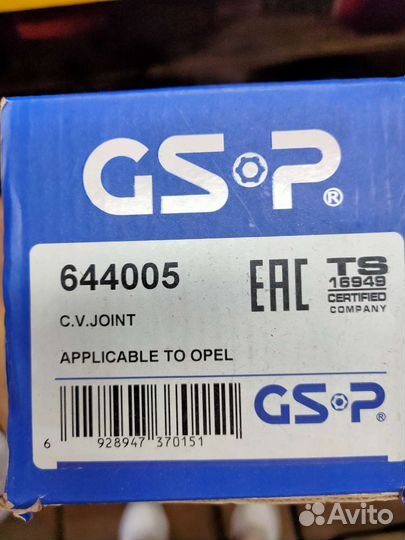 GSP®
644005
EAC
TS
16949
CERTIFIED
COMPANY
C.V.JOINT
APPLICABLE TO OPEL
GSP®
6 928947 370151
Avito